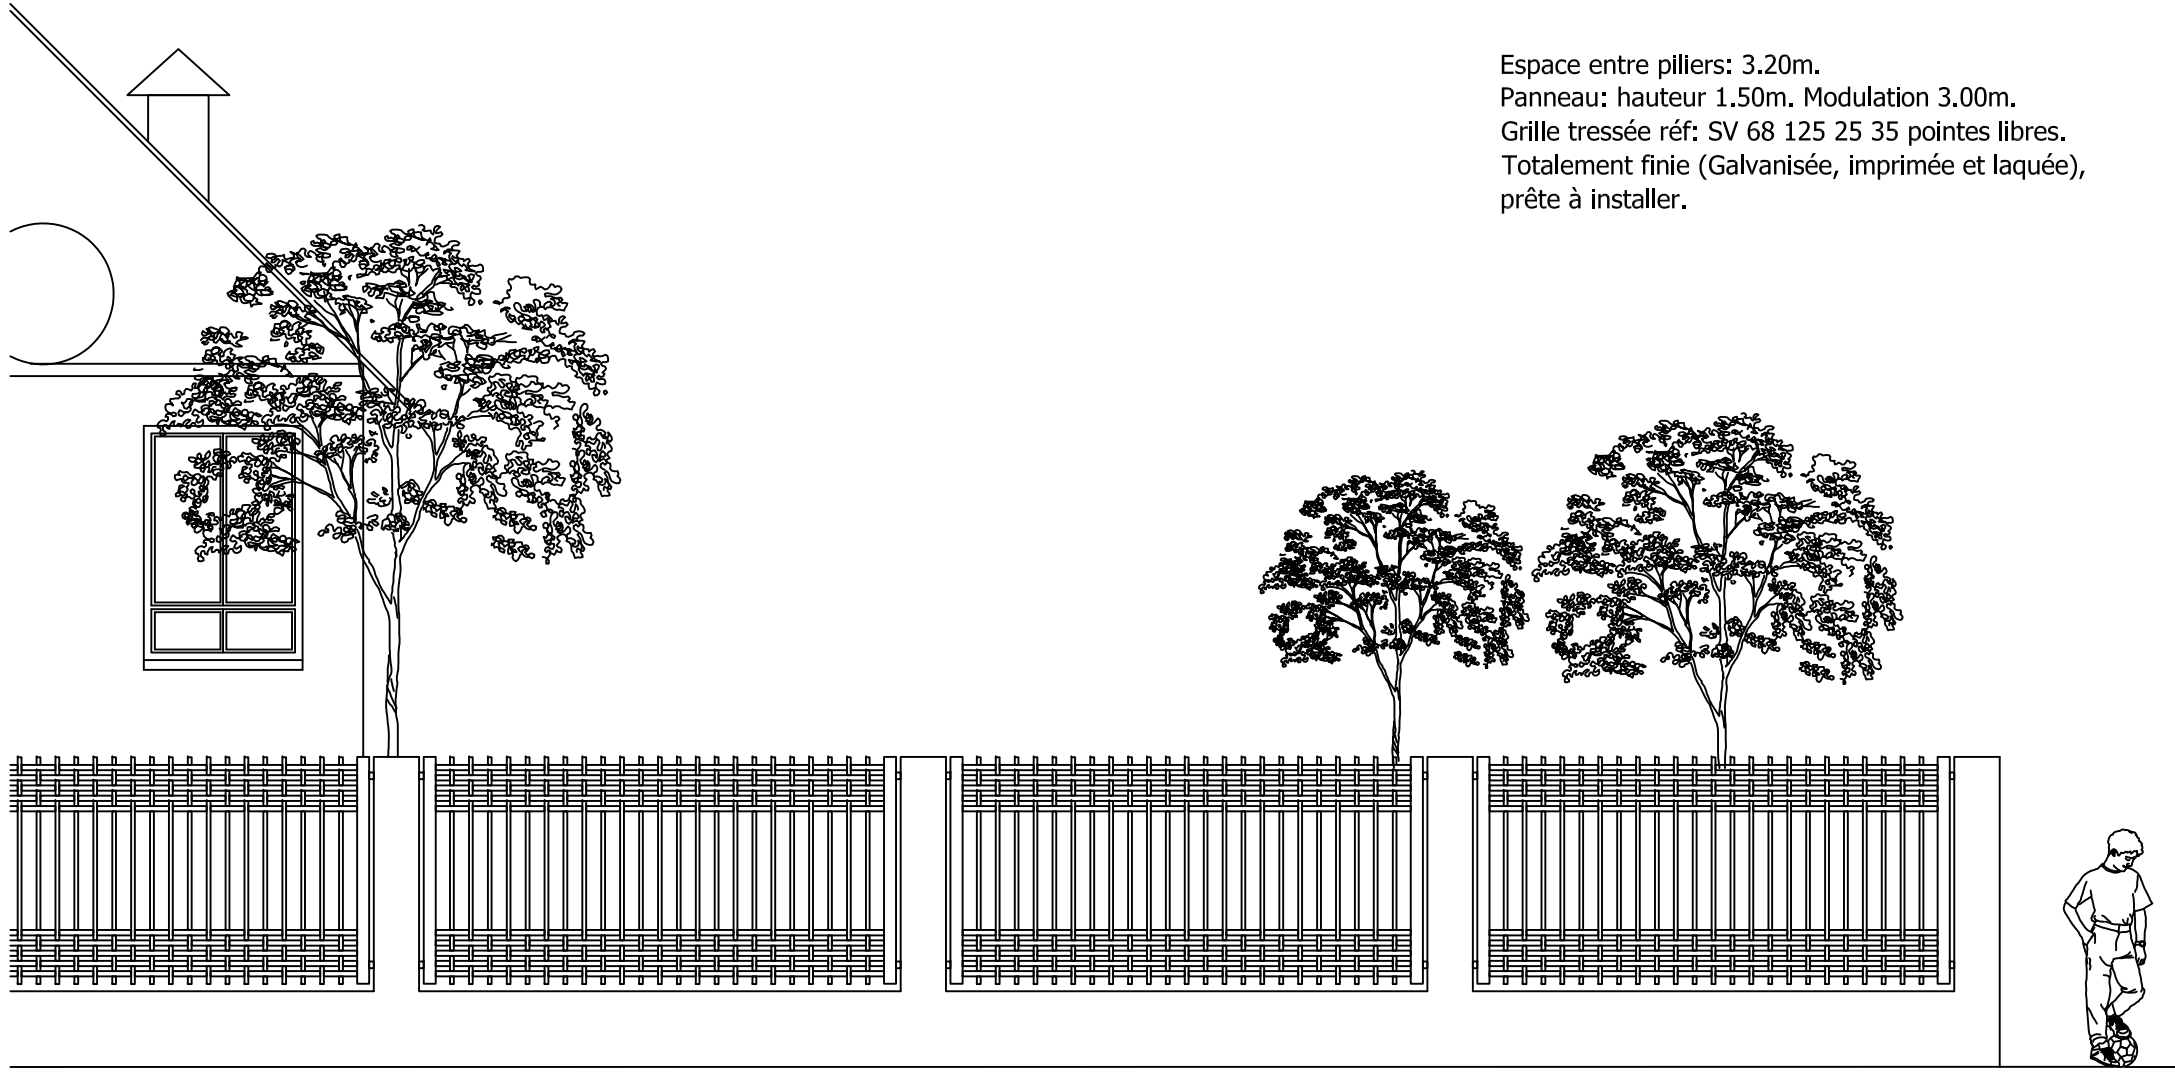 Espace entre piliers: 3.20m.
Panneau: hauteur 1.50m. Modulation 3.00m.
Grille tressée réf: SV 68 125 25 35 pointes libres.
Totalement finie (Galvanisée, imprimée et laquée),
prête à installer.